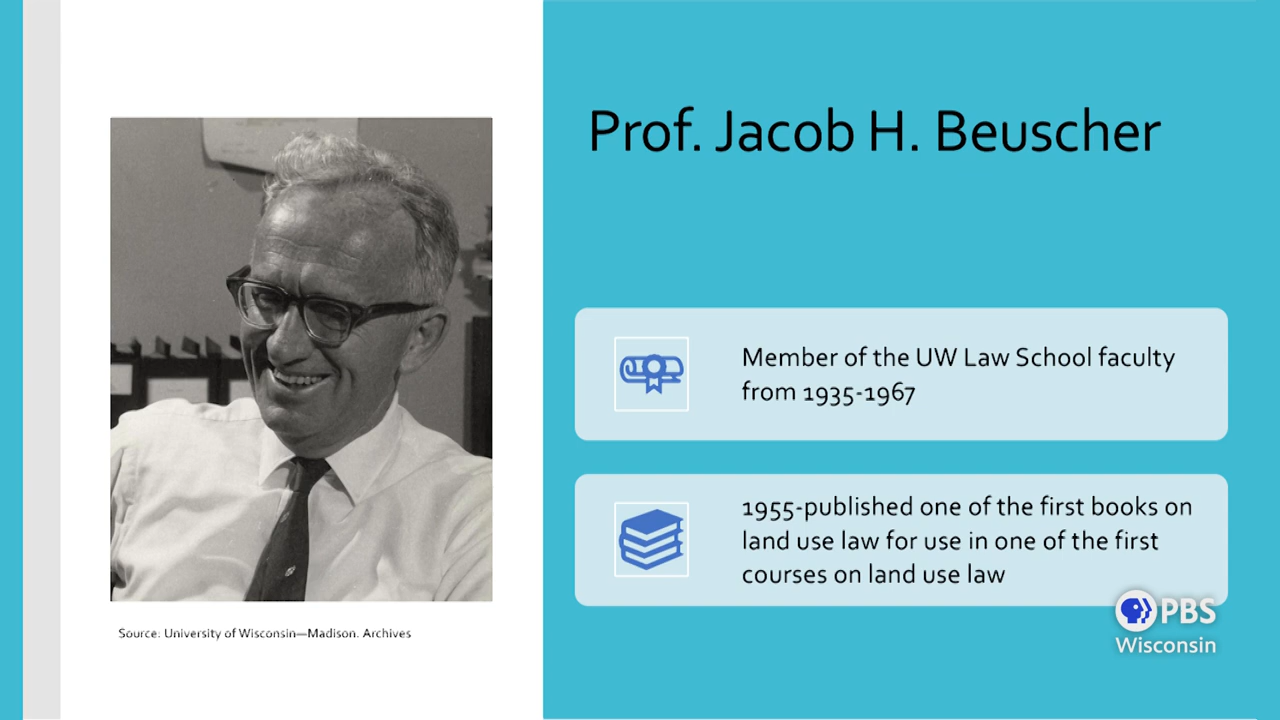 Prof. Jacob H. Beuscher
Member of the UW Law School faculty
from 1935-1967
1955-published one of the first books on
land use law for use in one of the first
courses on land use law
Source: University of Wisconsin—Madison. Archives
PBS
Wisconsin